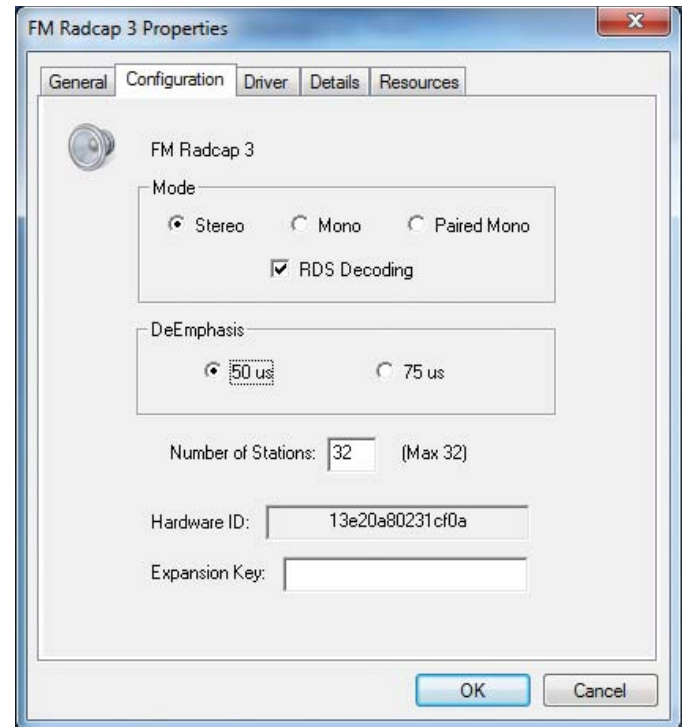 FM Radcap 3 Properties
General Configuration Driver Details Resources
FM Radcap 3
Mode
Stereo Mono Paired Mono
RDS Decoding
DeEmphasis
50 us 75 us
Number of Stations: 32 (Max 32)
Hardware ID: 13e20a80231cf0a
Expansion Key:
OK Cancel